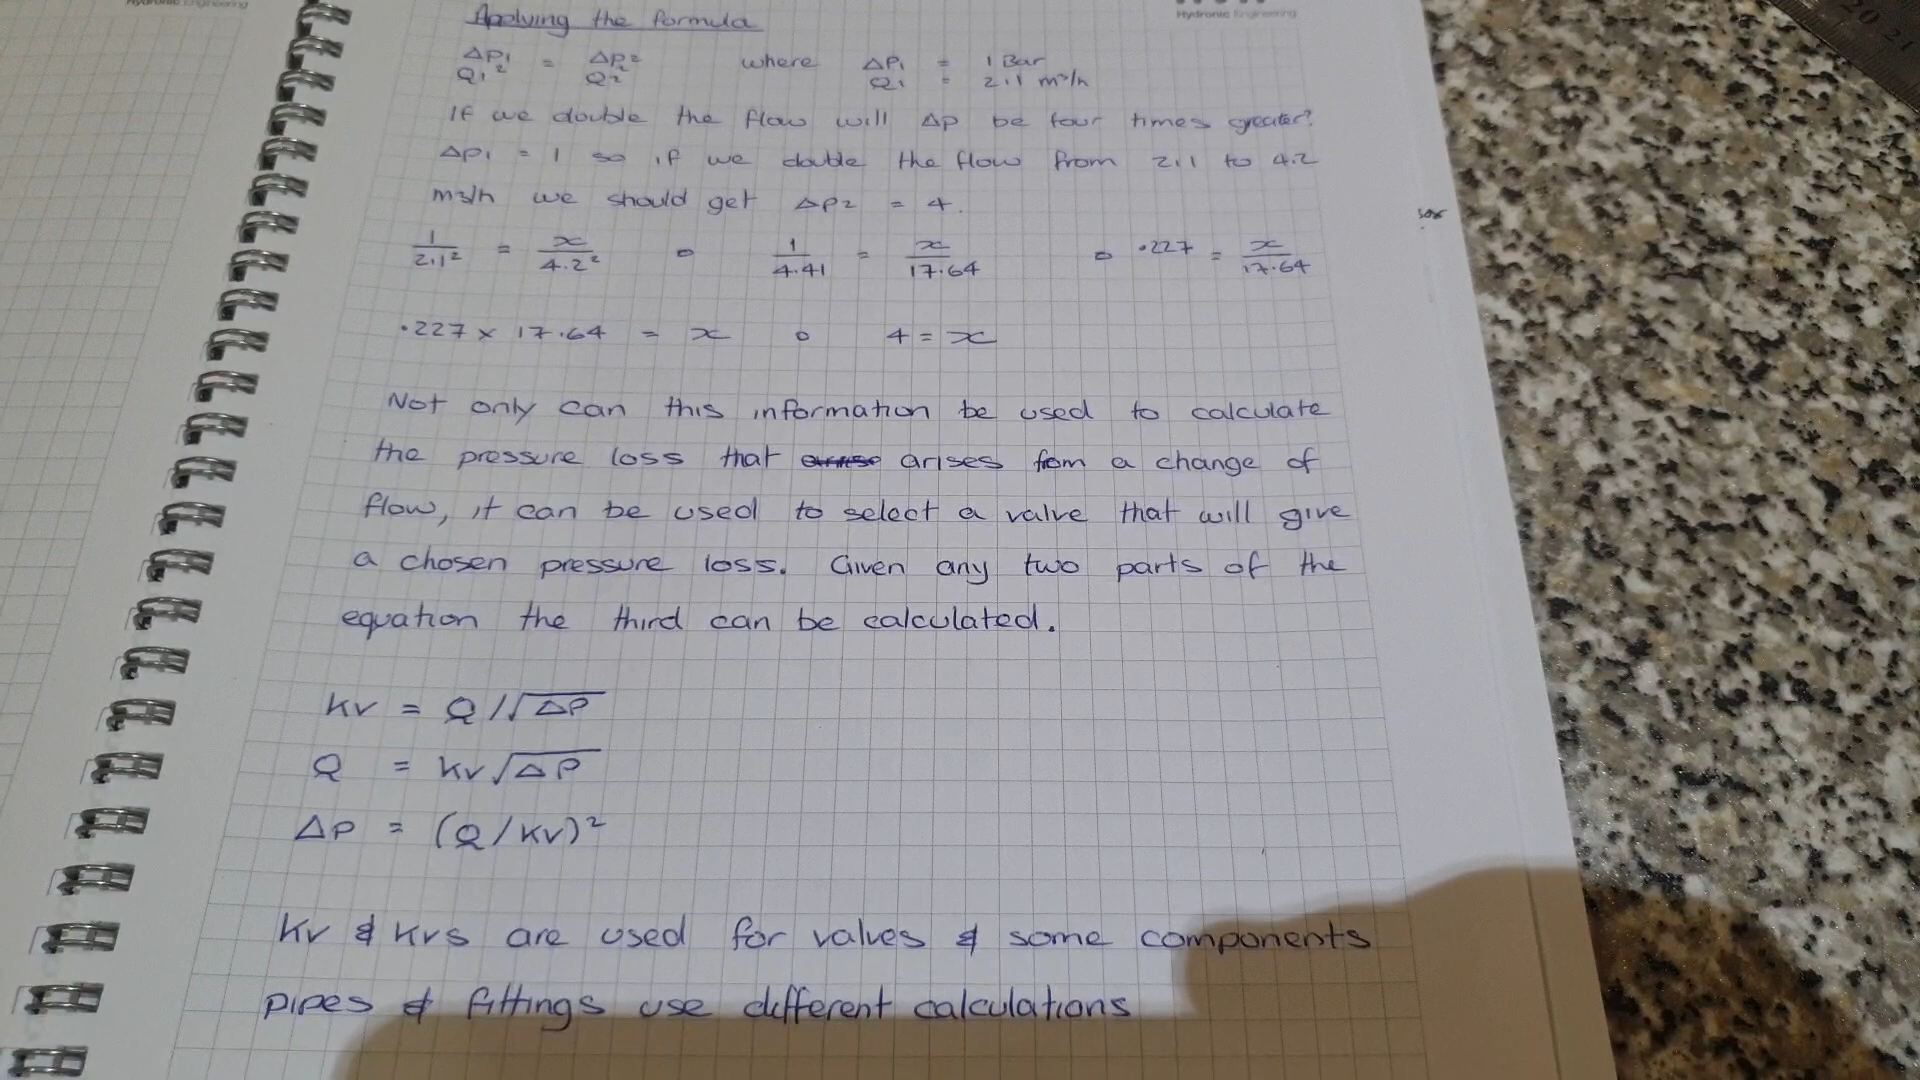 Hydronic Engineering
Hydronic Engineering
Applying the formula
ΔP1 = ΔP2 where ΔP1 = 1 Bar
Q1² Q2² Q1 = 2.1 m³/h
If we double the flow will ΔP be four times greater?
ΔP1 = 1 so if we double the flow from 2.1 to 4.2
m3/h we should get ΔP2 = 4.
1/2.1² = x/4.2² o 1/4.41 = x/17.64 o .227 = x/17.64
.227 x 17.64 = x o 4 = x
Not only can this information be used to calculate
the pressure loss that arises from a change of
flow, it can be used to select a valve that will give
a chosen pressure loss. Given any two parts of the
equation the third can be calculated.
Kv = Q/√ΔP
Q = Kv√ΔP
ΔP = (Q/Kv)²
Kv & Kvs are used for valves & some components
pipes & fittings use different calculations
20 21